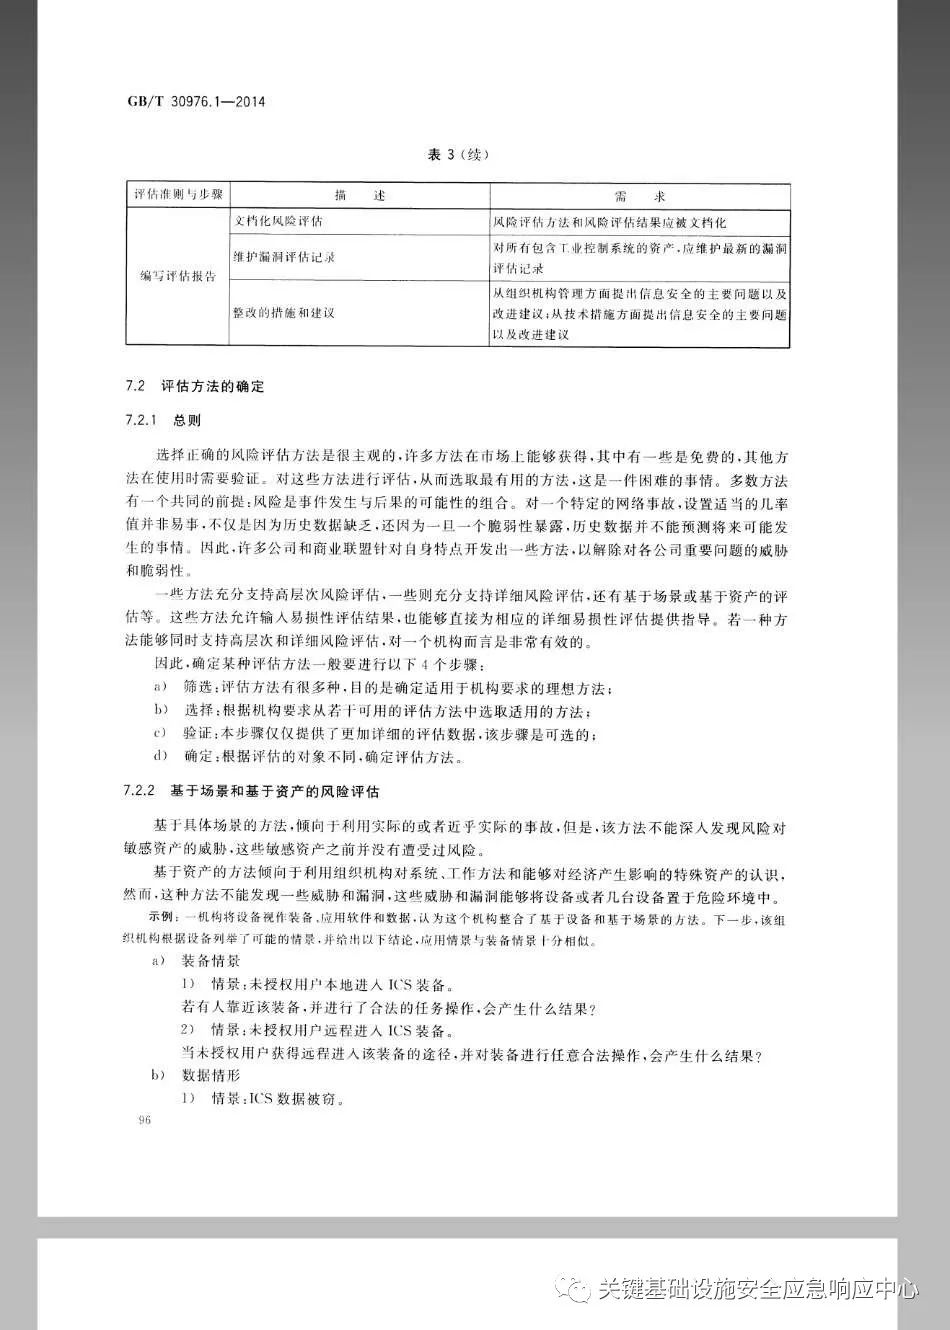 GB/T 30976.1—2014
表 3（续）
评估准则与步骤 描 述 需 求
文档化风险评估 风险评估方法和风险评估结果应被文档化
编写评估报告 维护漏洞评估记录 对所有包含工业控制系统的资产,应维护最新的漏洞
评估记录
整改的措施和建议 从组织机构管理方面提出信息安全的主要问题以及
改进建议;从技术措施方面提出信息安全的主要问题
以及改进建议
7.2 评估方法的确定
7.2.1 总则
选择正确的风险评估方法是很主观的,许多方法在市场上能够获得,其中有一些是免费的,其他方
法在使用时需要验证。对这些方法进行评估,从而选取最有用的方法,这是一件困难的事情。多数方法
有一个共同的前提:风险是事件发生与后果的可能性的组合。对一个特定的网络事故,设置适当的几率
值并非易事,不仅是因为历史数据缺乏,还因为一旦一个脆弱性暴露,历史数据并不能预测将来可能发
生的事情。因此,许多公司和商业联盟针对自身特点开发出一些方法,以解除对各公司重要问题的威胁
和脆弱性。
一些方法充分支持高层次风险评估,一些则充分支持详细风险评估,还有基于场景或基于资产的评
估等。这些方法允许输入易损性评估结果,也能够直接为相应的详细易损性评估提供指导。若一种方
法能够同时支持高层次和详细风险评估,对一个机构而言是非常有效的。
因此,确定某种评估方法一般要进行以下 4 个步骤:
a) 筛选:评估方法有很多种,目的是确定适用于机构要求的理想方法;
b) 选择:根据机构要求从若干可用的评估方法中选取适用的方法;
c) 验证:本步骤仅仅提供了更加详细的评估数据,该步骤是可选的;
d) 确定:根据评估的对象不同,确定评估方法。
7.2.2 基于场景和基于资产的风险评估
基于具体场景的方法,倾向于利用实际的或者近乎实际的事故,但是,该方法不能深入发现风险对
敏感资产的威胁,这些敏感资产之前并没有遭受过风险。
基于资产的方法倾向于利用组织机构对系统、工作方法和能够对经济产生影响的特殊资产的认识,
然而,这种方法不能发现一些威胁和漏洞,这些威胁和漏洞能够将设备或者几台设备置于危险环境中。
示例: 一机构将设备视作装备、应用软件和数据,认为这个机构整合了基于设备和基于场景的方法。下一步,该组
织机构根据设备列举了可能的情景,并给出以下结论,应用情景与装备情景十分相似。
a) 装备情景
1) 情景:未授权用户本地进入 ICS 装备。
若有人靠近该装备,并进行了合法的任务操作,会产生什么结果?
2) 情景:未授权用户远程进入 ICS 装备。
当未授权用户获得远程进入该装备的途径,并对装备进行任意合法操作,会产生什么结果?
b) 数据情形
1) 情景:ICS 数据被窃。
96
关键基础设施安全应急响应中心